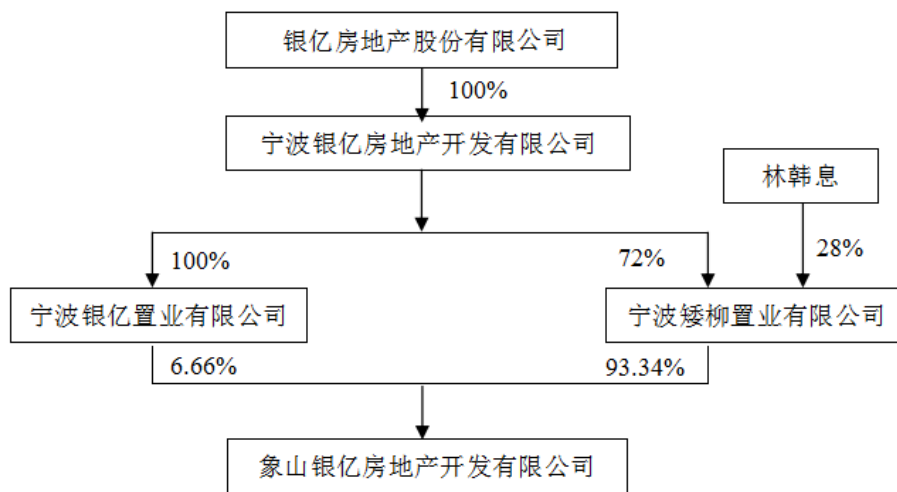 银亿房地产股份有限公司
100%
宁波银亿房地产开发有限公司
林韩息
100%
72%
28%
宁波银亿置业有限公司
宁波矮柳置业有限公司
6.66%
93.34%
象山银亿房地产开发有限公司